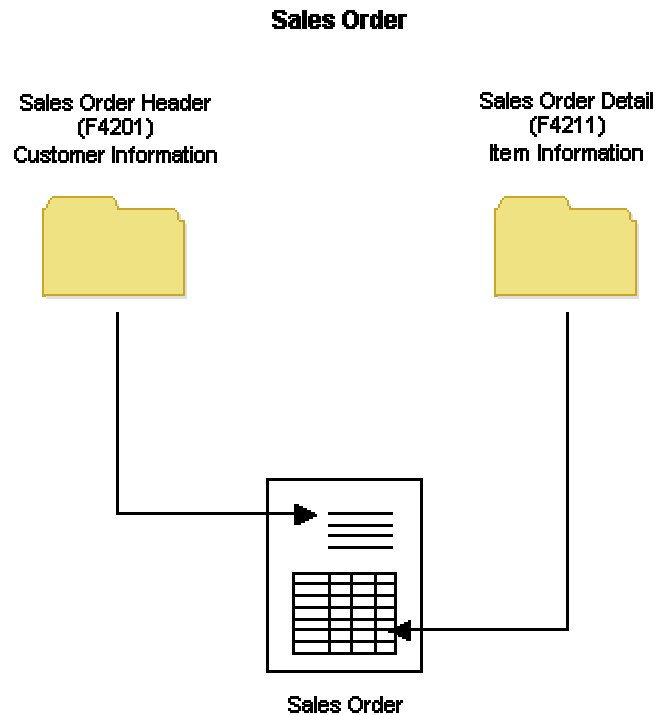 Sales Order
Sales Order Header
(F4201)
Customer Information
Sales Order Detail
(F4211)
Item Information
Sales Order